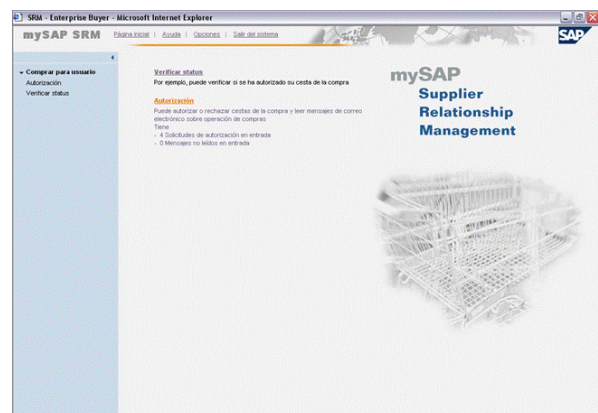 SRM - Enterprise Buyer - Microsoft Internet Explorer
mySAP SRM
Página inicial | Ayuda | Opciones | Salir del sistema
SAP
Comprar para usuario
Autorización
Verificar status
Verificar status
Por ejemplo, puede verificar si se ha autorizado su cesta de la compra
Autorización
Puede autorizar o rechazar cestas de la compra y leer mensajes de correo
electrónico sobre operación de compras
Tiene
- 4 Solicitudes de autorización en entrada
- 0 Mensajes no leídos en entrada
mySAP
Supplier
Relationship
Management